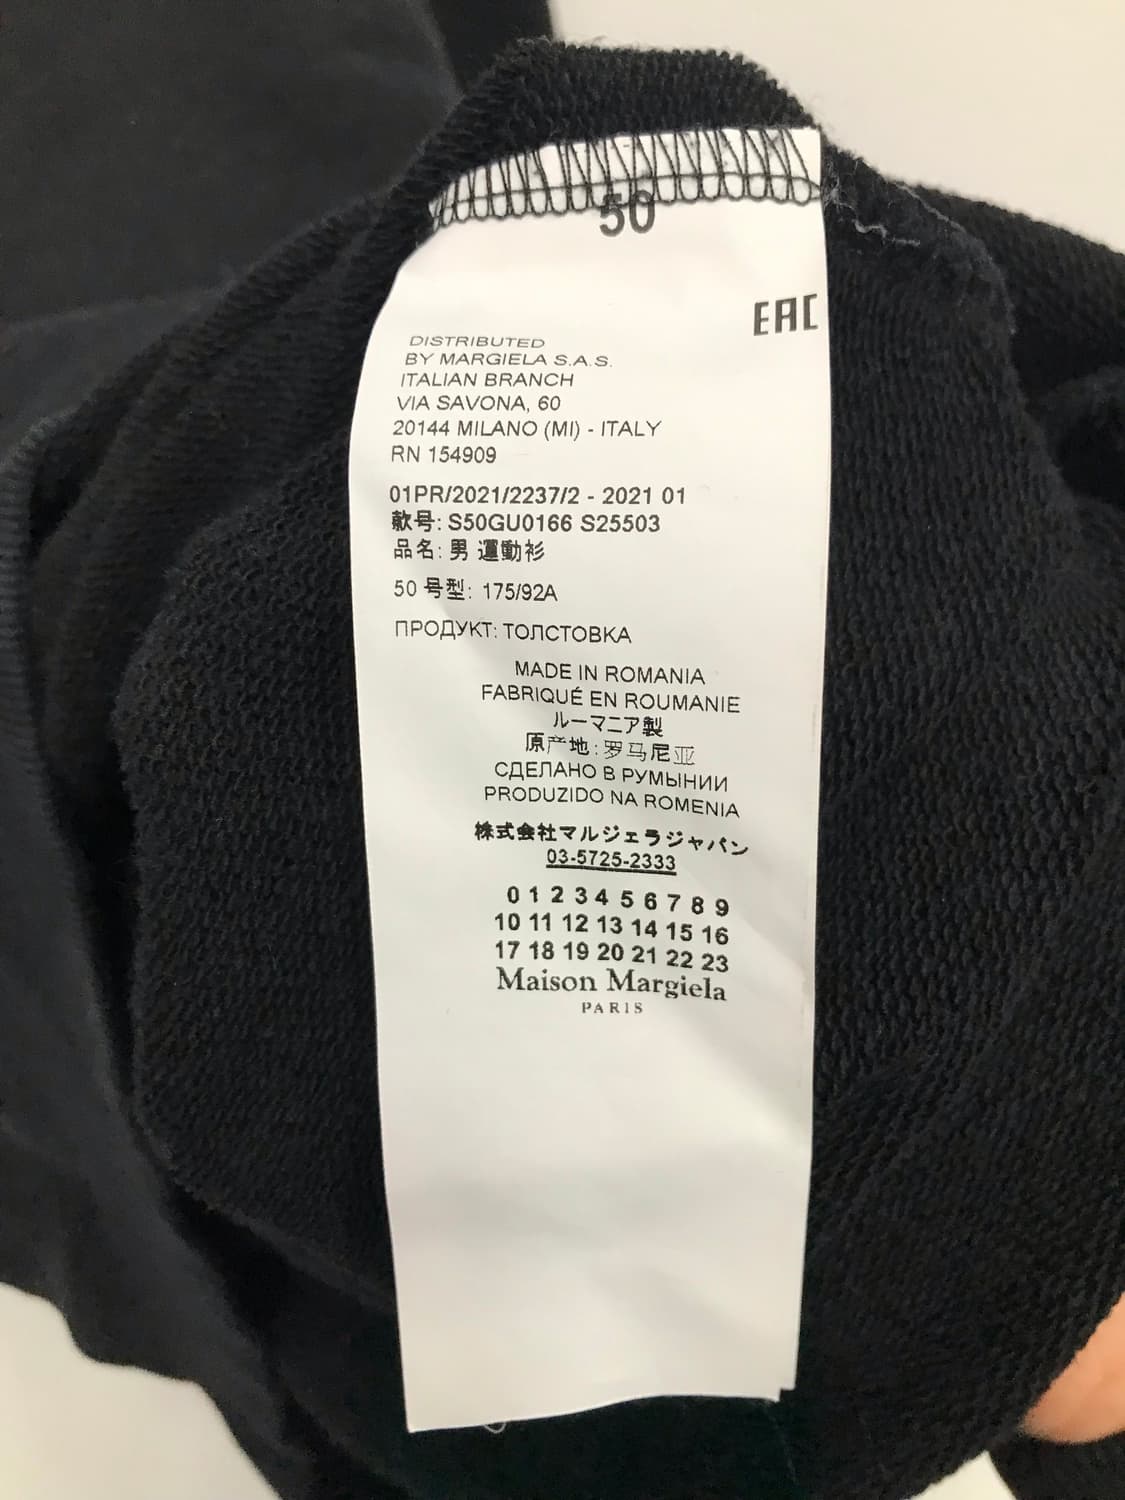 50
EAC
DISTRIBUTED
BY MARGIELA S.A.S.
ITALIAN BRANCH
VIA SAVONA, 60
20144 MILANO (MI) - ITALY
RN 154909
01PR/2021/2237/2 - 2021 01
款号: S50GU0166 S25503
品名: 男 運動衫
50 号型: 175/92A
ПРОДУКТ: ТОЛСТОВКА
MADE IN ROMANIA
FABRIQUÉ EN ROUMANIE
ルーマニア製
原产地: 罗马尼亚
СДЕЛАНО В РУМЫНИИ
PRODUZIDO NA ROMENIA
株式会社マルジェラジャパン
03-5725-2333
0 1 2 3 4 5 6 7 8 9
10 11 12 13 14 15 16
17 18 19 20 21 22 23
Maison Margiela
PARIS